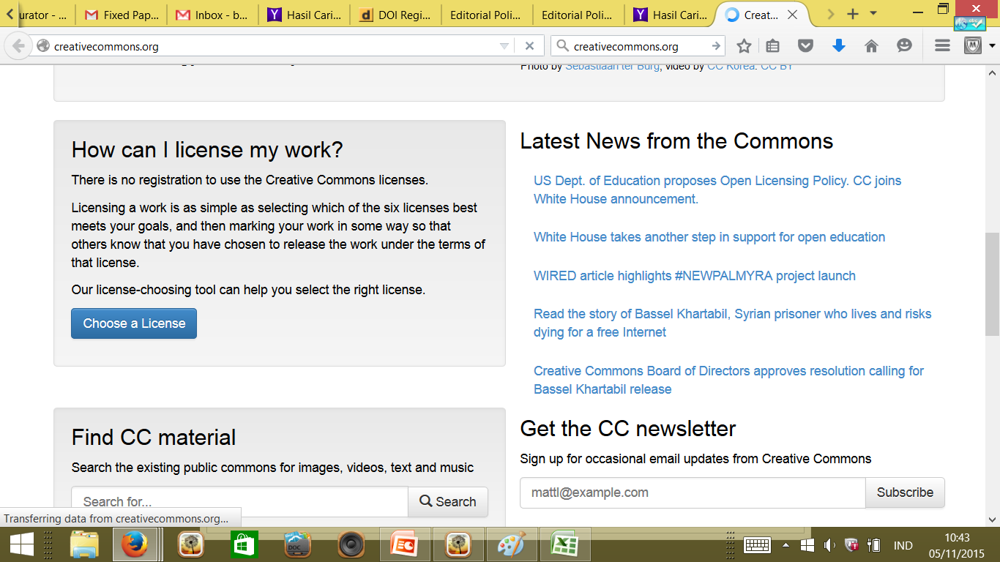 urator - ...
Fixed Pap...
Inbox - b...
Hasil Cari...
DOI Regi...
Editorial Poli...
Editorial Poli...
Hasil Cari...
Creat...
creativecommons.org
creativecommons.org
Photo by Sebastiaan ter Burg, video by CC Korea. CC BY
How can I license my work?
There is no registration to use the Creative Commons licenses.
Licensing a work is as simple as selecting which of the six licenses best
meets your goals, and then marking your work in some way so that
others know that you have chosen to release the work under the terms of
that license.
Our license-choosing tool can help you select the right license.
Choose a License
Find CC material
Search the existing public commons for images, videos, text and music
Search for...
Search
Latest News from the Commons
US Dept. of Education proposes Open Licensing Policy. CC joins
White House announcement.
White House takes another step in support for open education
WIRED article highlights #NEWPALMYRA project launch
Read the story of Bassel Khartabil, Syrian prisoner who lives and risks
dying for a free Internet
Creative Commons Board of Directors approves resolution calling for
Bassel Khartabil release
Get the CC newsletter
Sign up for occasional email updates from Creative Commons
mattl@example.com
Subscribe
Transferring data from creativecommons.org...
DOC
IND
10:43
05/11/2015